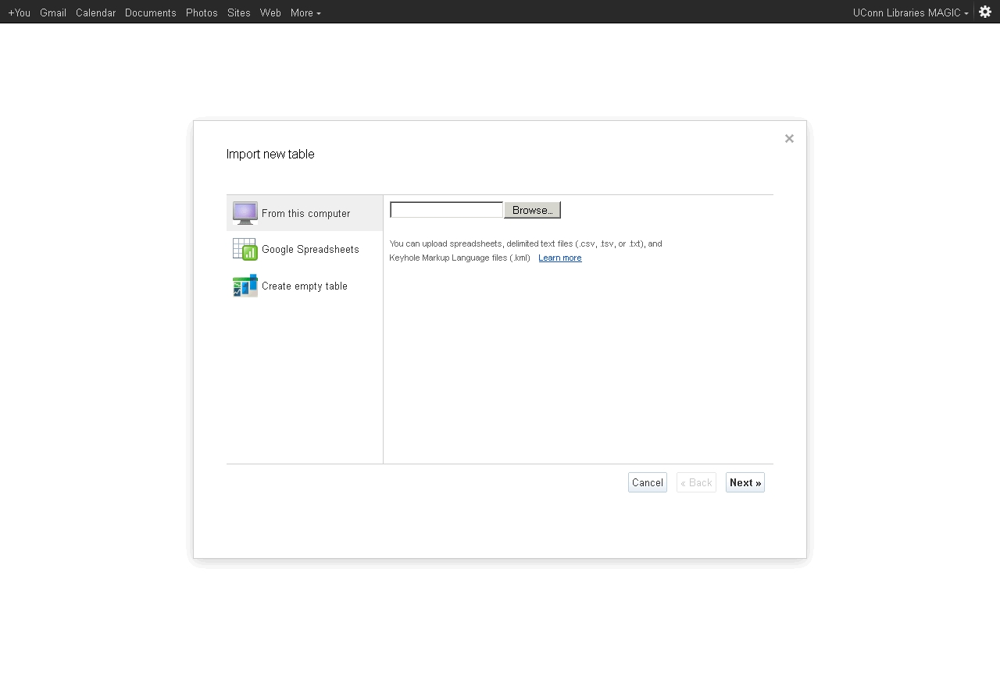 +You Gmail Calendar Documents Photos Sites Web More UConn Libraries MAGIC
Import new table
From this computer
Google Spreadsheets
Create empty table
Browse...
You can upload spreadsheets, delimited text files (.csv, .tsv, or .txt), and
Keyhole Markup Language files (.kml) Learn more
Cancel « Back Next »